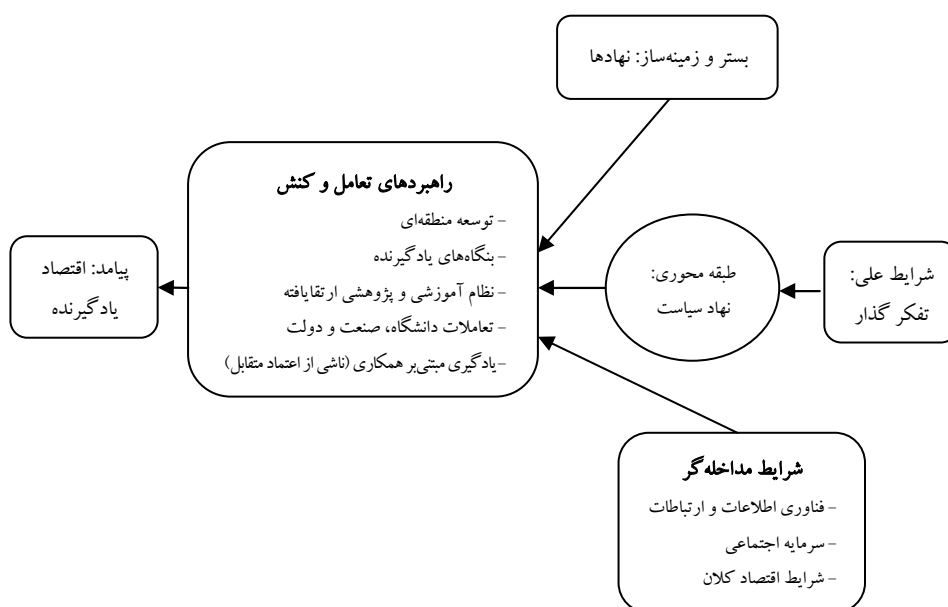 بستر و زمینه‌ساز: نهادها
شرایط علی:
تفکر گذار
طبقه محوری:
نهاد سیاست
راهبردهای تعامل و کنش
- توسعه منطقه‌ای
- بنگاه‌های یادگیرنده
- نظام آموزشی و پژوهشی ارتقایافته
- تعاملات دانشگاه، صنعت و دولت
- یادگیری مبتنی‌بر همکاری (ناشی از اعتماد متقابل)
پیامد: اقتصاد
یادگیرنده
شرایط مداخله‌گر
- فناوری اطلاعات و ارتباطات
- سرمایه اجتماعی
- شرایط اقتصاد کلان